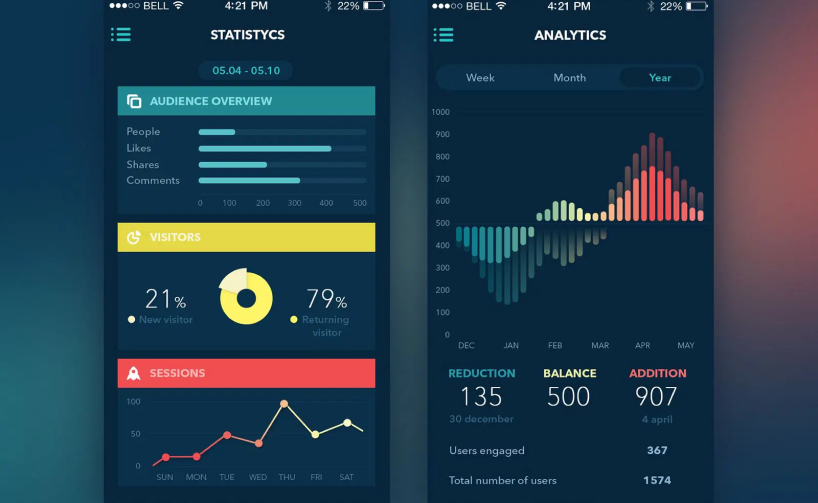 BELL 4:21 PM 22%
STATISTYCS
05.04 - 05.10
AUDIENCE OVERVIEW
People
Likes
Shares
Comments
0 100 200 300 400 500
VISITORS
21% 79%
New visitor Returning
visitor
SESSIONS
100
50
0
SUN MON TUE WED THU FRI SAT
BELL 4:21 PM 22%
ANALYTICS
Week Month Year
1000
900
800
700
600
500
400
300
200
100
0
DEC JAN FEB MAR APR MAY
REDUCTION BALANCE ADDITION
135 500 907
30 december 4 april
Users engaged 367
Total number of users 1574